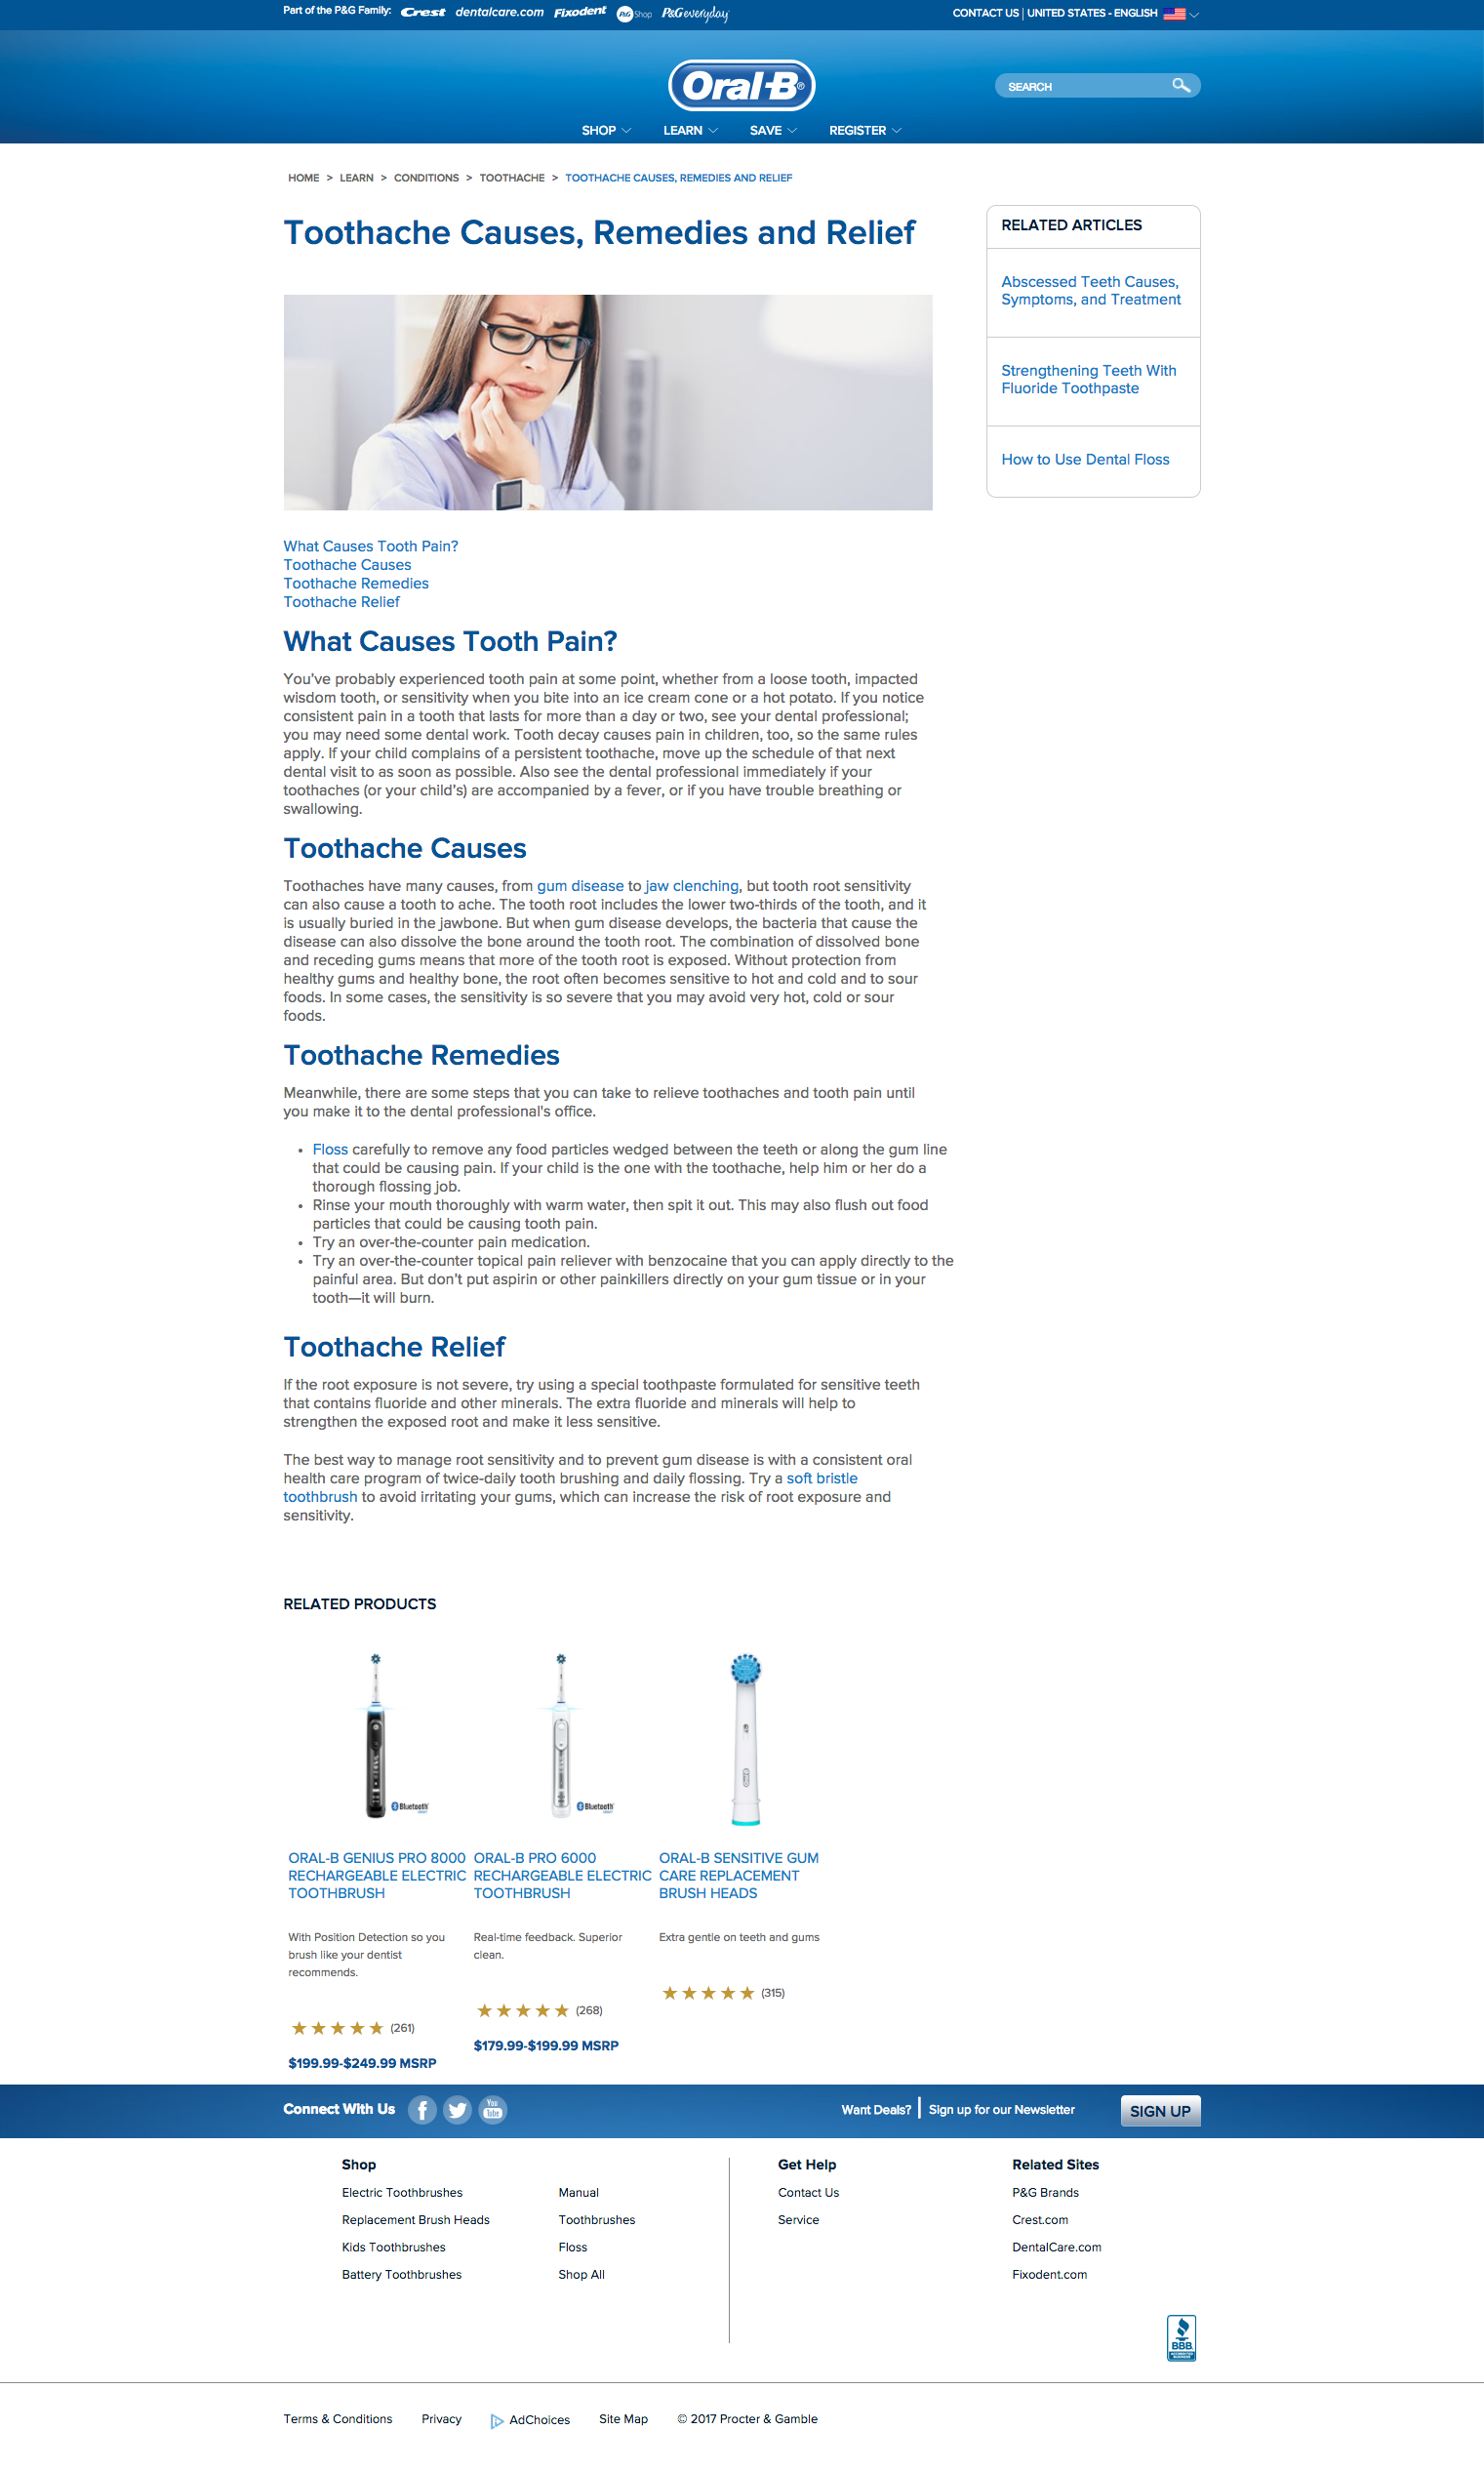 Part of the P&G Family: Crest dentalcare.com Fixodent P&G Shop P&G everyday
CONTACT US | UNITED STATES - ENGLISH
Oral-B®
SEARCH
SHOP LEARN SAVE REGISTER
HOME > LEARN > CONDITIONS > TOOTHACHE > TOOTHACHE CAUSES, REMEDIES AND RELIEF
Toothache Causes, Remedies and Relief
RELATED ARTICLES
Abscessed Teeth Causes,
Symptoms, and Treatment
Strengthening Teeth With
Fluoride Toothpaste
How to Use Dental Floss
What Causes Tooth Pain?
Toothache Causes
Toothache Remedies
Toothache Relief
What Causes Tooth Pain?
You've probably experienced tooth pain at some point, whether from a loose tooth, impacted
wisdom tooth, or sensitivity when you bite into an ice cream cone or a hot potato. If you notice
consistent pain in a tooth that lasts for more than a day or two, see your dental professional;
you may need some dental work. Tooth decay causes pain in children, too, so the same rules
apply. If your child complains of a persistent toothache, move up the schedule of that next
dental visit to as soon as possible. Also see the dental professional immediately if your
toothaches (or your child's) are accompanied by a fever, or if you have trouble breathing or
swallowing.
Toothache Causes
Toothaches have many causes, from gum disease to jaw clenching, but tooth root sensitivity
can also cause a tooth to ache. The tooth root includes the lower two-thirds of the tooth, and it
is usually buried in the jawbone. But when gum disease develops, the bacteria that cause the
disease can also dissolve the bone around the tooth root. The combination of dissolved bone
and receding gums means that more of the tooth root is exposed. Without protection from
healthy gums and healthy bone, the root often becomes sensitive to hot and cold and to sour
foods. In some cases, the sensitivity is so severe that you may avoid very hot, cold or sour
foods.
Toothache Remedies
Meanwhile, there are some steps that you can take to relieve toothaches and tooth pain until
you make it to the dental professional's office.
• Floss carefully to remove any food particles wedged between the teeth or along the gum line
that could be causing pain. If your child is the one with the toothache, help him or her do a
thorough flossing job.
• Rinse your mouth thoroughly with warm water, then spit it out. This may also flush out food
particles that could be causing tooth pain.
• Try an over-the-counter pain medication.
• Try an over-the-counter topical pain reliever with benzocaine that you can apply directly to the
painful area. But don't put aspirin or other painkillers directly on your gum tissue or in your
tooth—it will burn.
Toothache Relief
If the root exposure is not severe, try using a special toothpaste formulated for sensitive teeth
that contains fluoride and other minerals. The extra fluoride and minerals will help to
strengthen the exposed root and make it less sensitive.
The best way to manage root sensitivity and to prevent gum disease is with a consistent oral
health care program of twice-daily tooth brushing and daily flossing. Try a soft bristle
toothbrush to avoid irritating your gums, which can increase the risk of root exposure and
sensitivity.
RELATED PRODUCTS
Bluetooth
Bluetooth
ORAL-B GENIUS PRO 8000
RECHARGEABLE ELECTRIC
TOOTHBRUSH
With Position Detection so you
brush like your dentist
recommends.
(261)
$199.99-$249.99 MSRP
ORAL-B PRO 6000
RECHARGEABLE ELECTRIC
TOOTHBRUSH
Real-time feedback. Superior
clean.
(268)
$179.99-$199.99 MSRP
ORAL-B SENSITIVE GUM
CARE REPLACEMENT
BRUSH HEADS
Extra gentle on teeth and gums
(315)
Connect With Us f You Tube
Want Deals? | Sign up for our Newsletter SIGN UP
Shop
Electric Toothbrushes
Replacement Brush Heads
Kids Toothbrushes
Battery Toothbrushes
Manual
Toothbrushes
Floss
Shop All
Get Help
Contact Us
Service
Related Sites
P&G Brands
Crest.com
DentalCare.com
Fixodent.com
BBB
Terms & Conditions Privacy AdChoices Site Map © 2017 Procter & Gamble